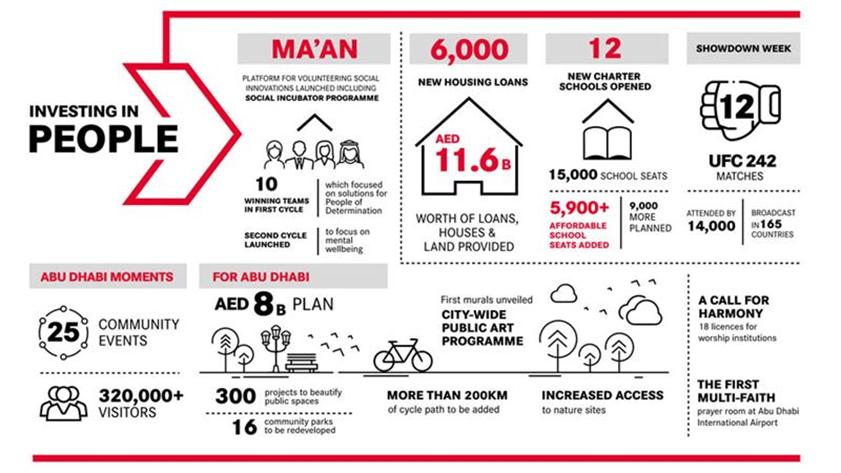 INVESTING IN
PEOPLE
MA'AN
PLATFORM FOR VOLUNTEERING SOCIAL
INNOVATIONS LAUNCHED INCLUDING
SOCIAL INCUBATOR PROGRAMME
10
WINNING TEAMS
IN FIRST CYCLE
which focused
on solutions for
People of
Determination
SECOND CYCLE
LAUNCHED
to focus on
mental
wellbeing
6,000
NEW HOUSING LOANS
AED
11.6 B
WORTH OF LOANS,
HOUSES &
LAND PROVIDED
12
NEW CHARTER
SCHOOLS OPENED
15,000 SCHOOL SEATS
5,900+
AFFORDABLE
SCHOOL
SEATS ADDED
9,000
MORE
PLANNED
SHOWDOWN WEEK
12
UFC 242
MATCHES
ATTENDED BY
14,000
BROADCAST
IN 165
COUNTRIES
ABU DHABI MOMENTS
25
COMMUNITY
EVENTS
320,000+
VISITORS
FOR ABU DHABI
AED 8B PLAN
300
projects to beautify
public spaces
16
community parks
to be redeveloped
First murals unveiled
CITY-WIDE
PUBLIC ART
PROGRAMME
MORE THAN 200KM
of cycle path to be added
INCREASED ACCESS
to nature sites
A CALL FOR
HARMONY
18 licences for
worship institutions
THE FIRST
MULTI-FAITH
prayer room at Abu Dhabi
International Airport